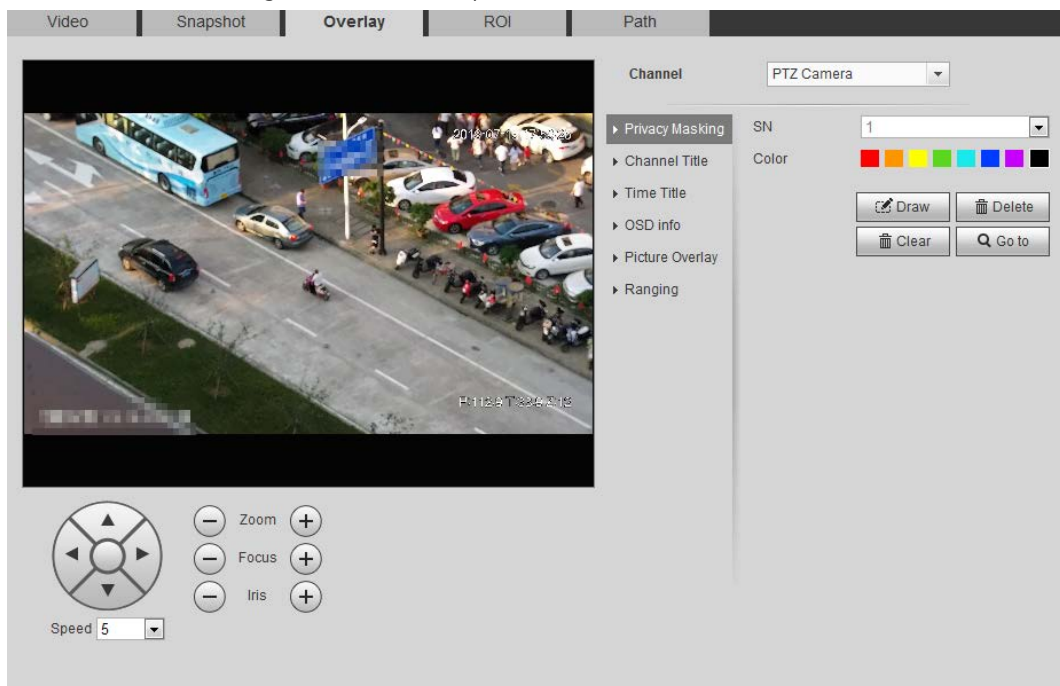 Video Snapshot Overlay ROI Path
Channel PTZ Camera
Privacy Masking
Channel Title
Time Title
OSD info
Picture Overlay
Ranging
SN 1
Color
Draw Delete
Clear Go to
Zoom
Focus
Iris
Speed 5